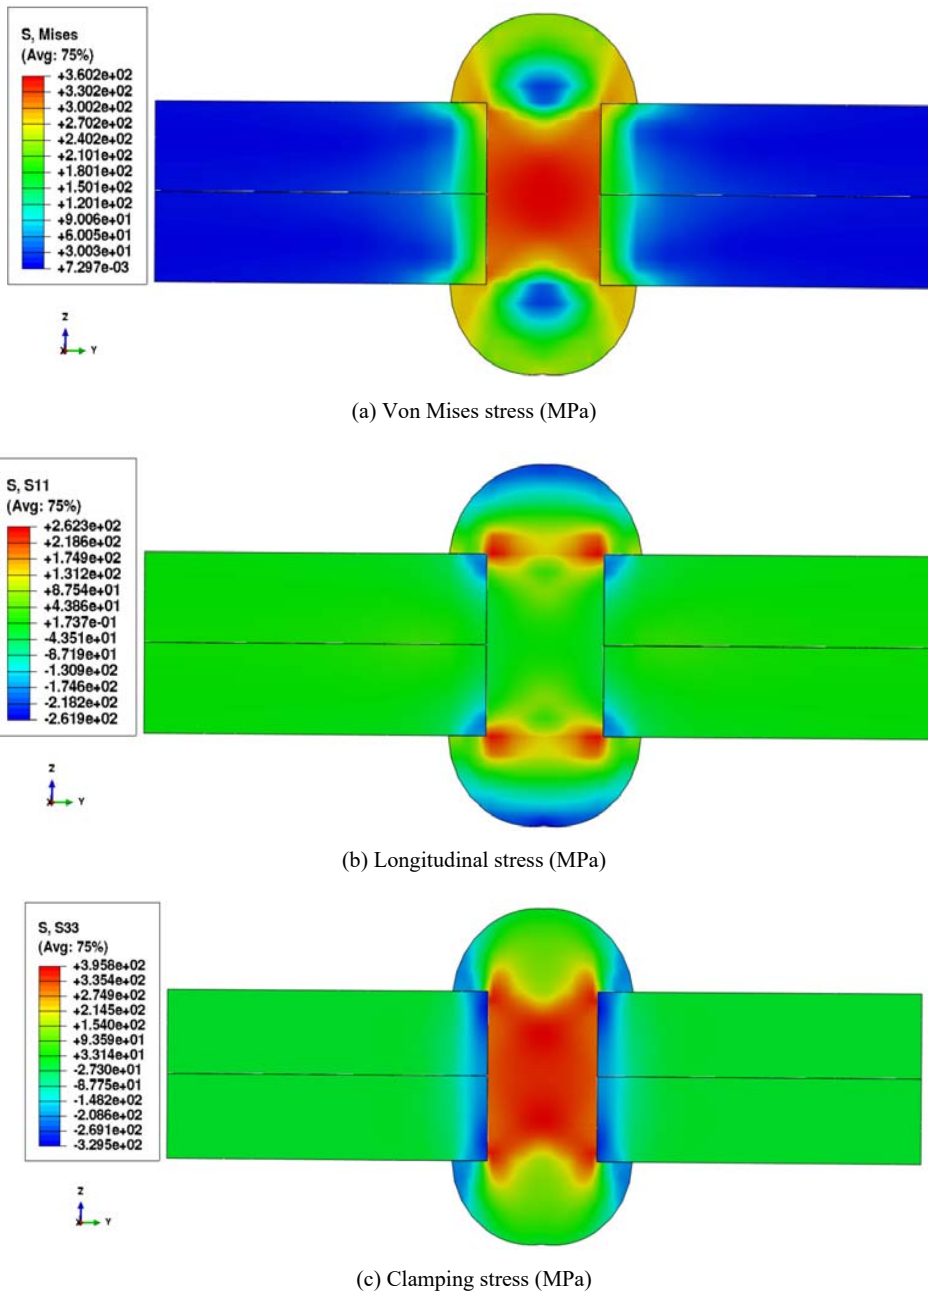 S, Mises
(Avg: 75%)
+3.602e+02
+3.302e+02
+3.002e+02
+2.702e+02
+2.402e+02
+2.101e+02
+1.801e+02
+1.501e+02
+1.201e+02
+9.006e+01
+6.005e+01
+3.003e+01
+7.297e-03
Z
X
Y
(a) Von Mises stress (MPa)
S, S11
(Avg: 75%)
+2.623e+02
+2.186e+02
+1.749e+02
+1.312e+02
+8.754e+01
+4.386e+01
+1.737e-01
-4.351e+01
-8.719e+01
-1.309e+02
-1.746e+02
-2.182e+02
-2.619e+02
Z
X
Y
(b) Longitudinal stress (MPa)
S, S33
(Avg: 75%)
+3.958e+02
+3.354e+02
+2.749e+02
+2.145e+02
+1.540e+02
+9.359e+01
+3.314e+01
-2.730e+01
-8.775e+01
-1.482e+02
-2.086e+02
-2.691e+02
-3.295e+02
Z
X
Y
(c) Clamping stress (MPa)